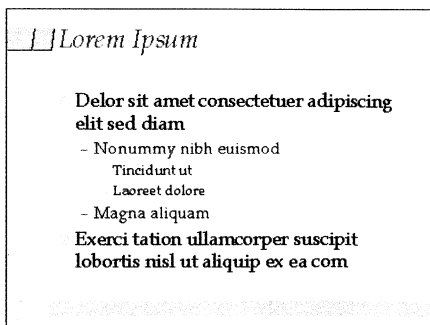 Lorem Ipsum
Delor sit amet consectetuer adipiscing
elit sed diam
– Nonummy nibh euismod
Tincidunt ut
Laoreet dolore
– Magna aliquam
Exerci tation ullamcorper suscipit
lobortis nisl ut aliquip ex ea com